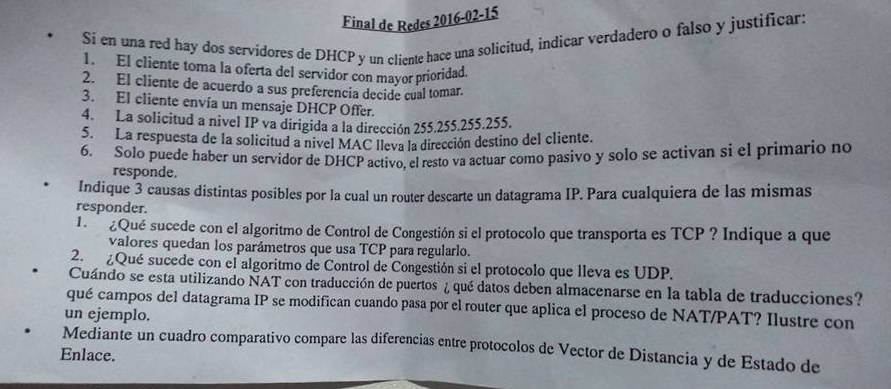 Final de Redes 2016-02-15
• Si en una red hay dos servidores de DHCP y un cliente hace una solicitud, indicar verdadero o falso y justificar:
1. El cliente toma la oferta del servidor con mayor prioridad.
2. El cliente de acuerdo a sus preferencia decide cual tomar.
3. El cliente envía un mensaje DHCP Offer.
4. La solicitud a nivel IP va dirigida a la dirección 255.255.255.255.
5. La respuesta de la solicitud a nivel MAC lleva la dirección destino del cliente.
6. Solo puede haber un servidor de DHCP activo, el resto va actuar como pasivo y solo se activan si el primario no
responde.
• Indique 3 causas distintas posibles por la cual un router descarte un datagrama IP. Para cualquiera de las mismas
responder.
1. ¿Qué sucede con el algoritmo de Control de Congestión si el protocolo que transporta es TCP ? Indique a que
valores quedan los parámetros que usa TCP para regularlo.
2. ¿Qué sucede con el algoritmo de Control de Congestión si el protocolo que lleva es UDP.
• Cuándo se esta utilizando NAT con traducción de puertos ¿ qué datos deben almacenarse en la tabla de traducciones?
qué campos del datagrama IP se modifican cuando pasa por el router que aplica el proceso de NAT/PAT? Ilustre con
un ejemplo.
• Mediante un cuadro comparativo compare las diferencias entre protocolos de Vector de Distancia y de Estado de
Enlace.